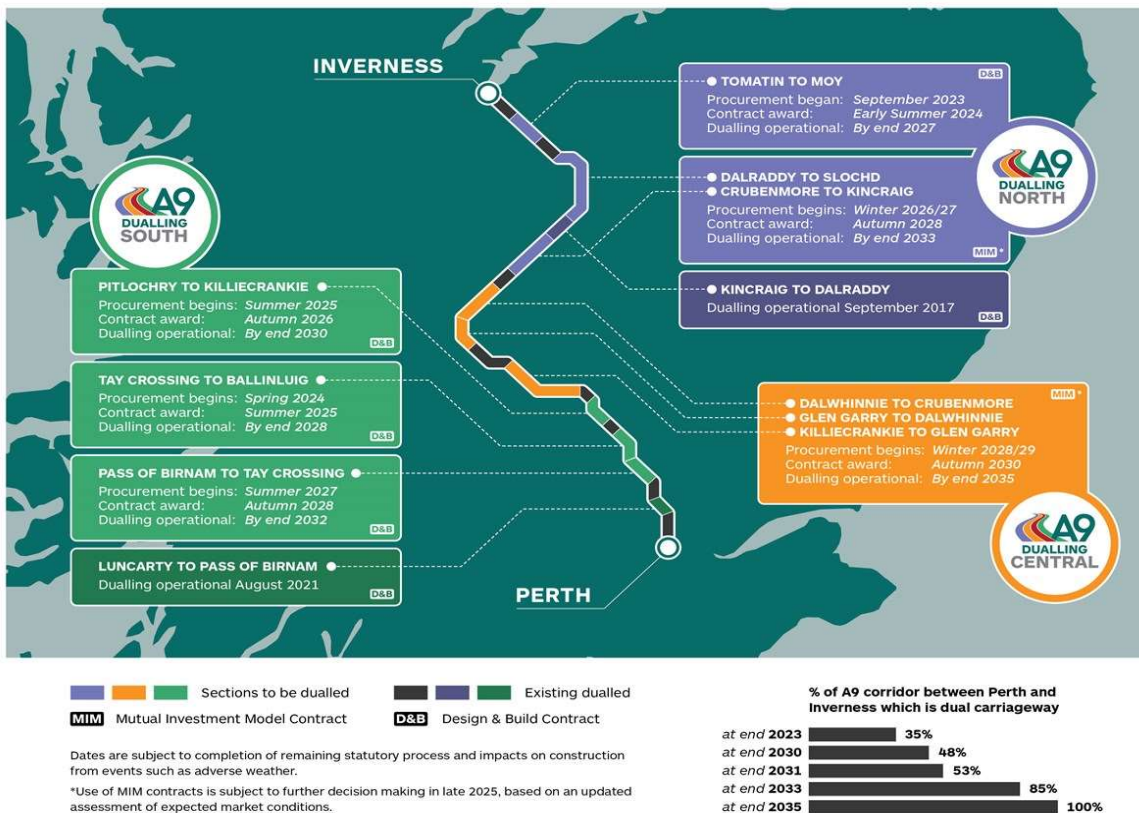 INVERNESS
TOMATIN TO MOY
D&B
Procurement began: September 2023
Contract award: Early Summer 2024
Dualling operational: By end 2027
DALRADDY TO SLOCHD
CRUBENMORE TO KINCRAIG
Procurement begins: Winter 2026/27
Contract award: Autumn 2028
Dualling operational: By end 2033
MIM *
A9
DUALLING
NORTH
KINCRAIG TO DALRADDY
Dualling operational September 2017
D&B
A9
DUALLING
SOUTH
PITLOCHRY TO KILLIECRANKIE
Procurement begins: Summer 2025
Contract award: Autumn 2026
Dualling operational: By end 2030
D&B
TAY CROSSING TO BALLINLUIG
Procurement begins: Spring 2024
Contract award: Summer 2025
Dualling operational: By end 2028
D&B
PASS OF BIRNAM TO TAY CROSSING
Procurement begins: Summer 2027
Contract award: Autumn 2028
Dualling operational: By end 2032
D&B
LUNCARTY TO PASS OF BIRNAM
Dualling operational August 2021
D&B
MIM *
DALWHINNIE TO CRUBENMORE
GLEN GARRY TO DALWHINNIE
KILLIECRANKIE TO GLEN GARRY
Procurement begins: Winter 2028/29
Contract award: Autumn 2030
Dualling operational: By end 2035
A9
DUALLING
CENTRAL
PERTH
Sections to be dualled
Existing dualled
MIM Mutual Investment Model Contract
D&B Design & Build Contract
Dates are subject to completion of remaining statutory process and impacts on construction
from events such as adverse weather.
*Use of MIM contracts is subject to further decision making in late 2025, based on an updated
assessment of expected market conditions.
% of A9 corridor between Perth and
Inverness which is dual carriageway
at end 2023 35%
at end 2030 48%
at end 2031 53%
at end 2033 85%
at end 2035 100%